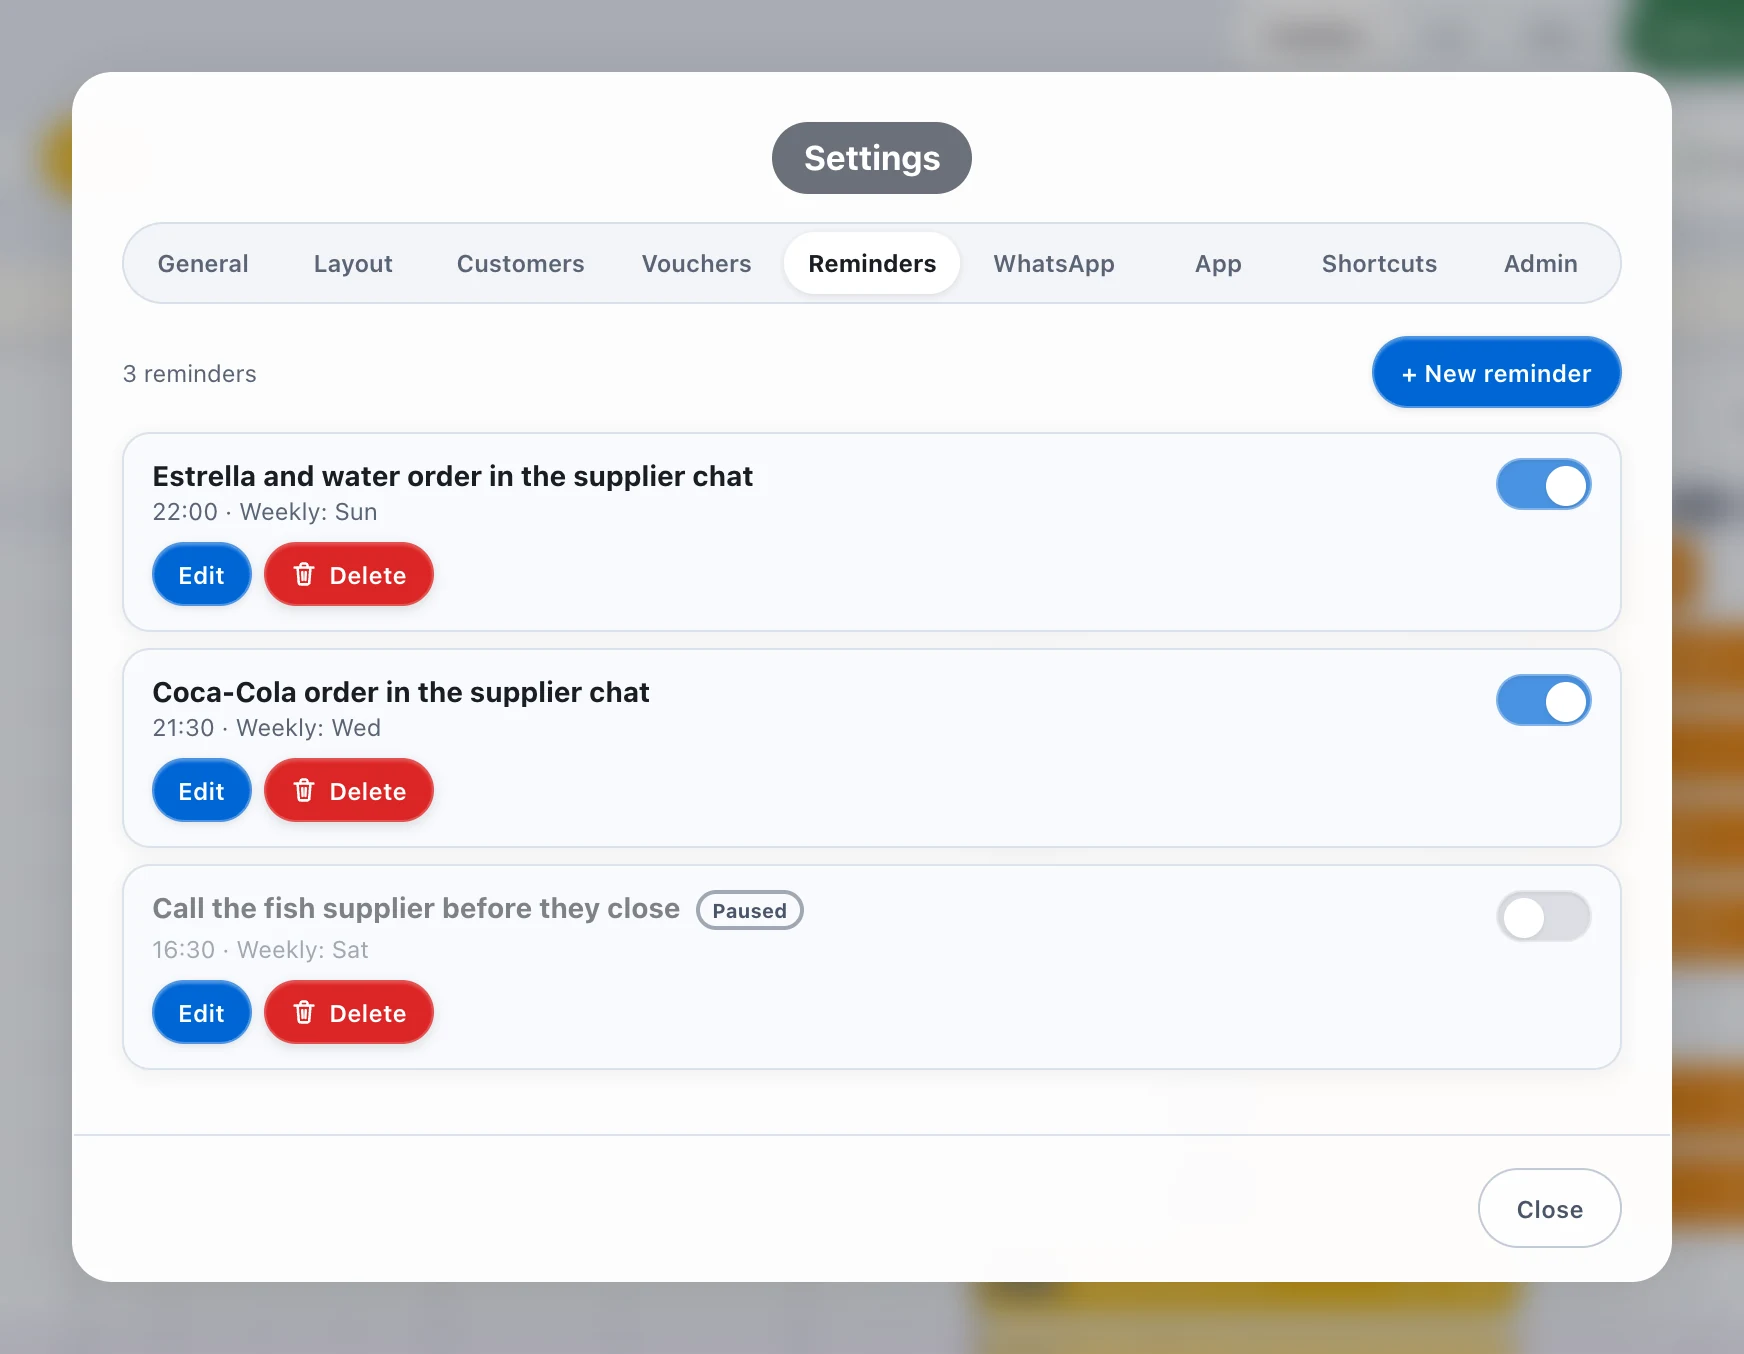 Settings
General Layout Customers Vouchers Reminders WhatsApp App Shortcuts Admin
3 reminders
+ New reminder
Estrella and water order in the supplier chat
22:00 · Weekly: Sun
Edit Delete
Coca-Cola order in the supplier chat
21:30 · Weekly: Wed
Edit Delete
Call the fish supplier before they close Paused
16:30 · Weekly: Sat
Edit Delete
Close